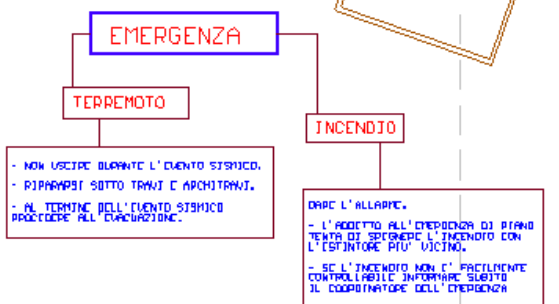 EMERGENZA
TERREMOTO
- NON USCIRE DURANTE L'EVENTO SISMICO.
- RIPARARSI SOTTO TRAVI E ARCHITRAVI.
- AL TERMINE DELL'EVENTO SISMICO
PROCEDERE ALL'EVACUAZIONE.
INCENDIO
DARE L'ALLARME.
- L'ADDETTO ALL'EMERGENZA DI PIANO
TENTA DI SPEGNERE L'INCENDIO CON
L'ESTINTORE PIU' VICINO.
- SE L'INCENDIO NON E' FACILMENTE
CONTROLLABILE INFORMARE SUBITO
IL COORDINATORE DELL'EMERGENZA